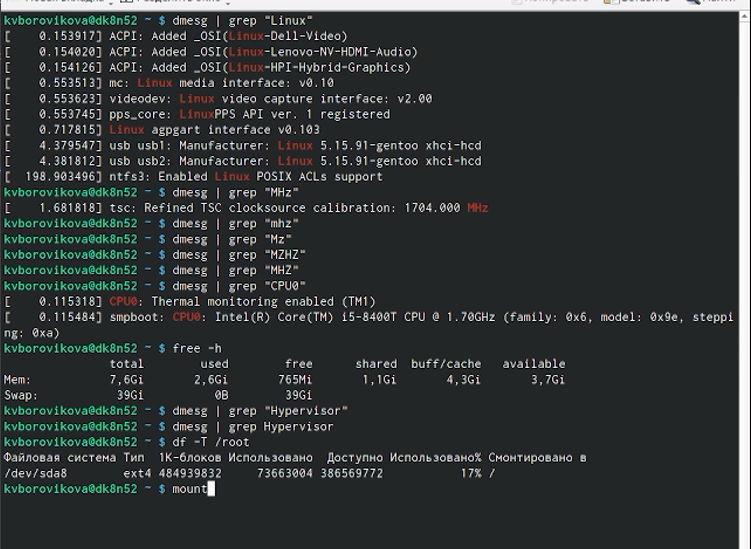 kvborovikova@dk8n52 ~ $ dmesg | grep "Linux"
[    0.153917] ACPI: Added _OSI(Linux-Dell-Video)
[    0.154020] ACPI: Added _OSI(Linux-Lenovo-NV-HDMI-Audio)
[    0.154126] ACPI: Added _OSI(Linux-HPI-Hybrid-Graphics)
[    0.553513] mc: Linux media interface: v0.10
[    0.553623] videodev: Linux video capture interface: v2.00
[    0.553745] pps_core: LinuxPPS API ver. 1 registered
[    0.717815] Linux agpgart interface v0.103
[    4.379547] usb usb1: Manufacturer: Linux 5.15.91-gentoo xhci-hcd
[    4.381812] usb usb2: Manufacturer: Linux 5.15.91-gentoo xhci-hcd
[  198.903496] ntfs3: Enabled Linux POSIX ACLs support
kvborovikova@dk8n52 ~ $ dmesg | grep "MHz"
[    1.681818] tsc: Refined TSC clocksource calibration: 1704.000 MHz
kvborovikova@dk8n52 ~ $ dmesg | grep "mhz"
kvborovikova@dk8n52 ~ $ dmesg | grep "Mz"
kvborovikova@dk8n52 ~ $ dmesg | grep "MZHZ"
kvborovikova@dk8n52 ~ $ dmesg | grep "MHZ"
kvborovikova@dk8n52 ~ $ dmesg | grep "CPU0"
[    0.115318] CPU0: Thermal monitoring enabled (TM1)
[    0.115484] smpboot: CPU0: Intel(R) Core(TM) i5-8400T CPU @ 1.70GHz (family: 0x6, model: 0x9e, steppi
ng: 0xa)
kvborovikova@dk8n52 ~ $ free -h
total used free shared buff/cache available
Mem: 7,6Gi 2,6Gi 765Mi 1,1Gi 4,3Gi 3,7Gi
Swap: 39Gi 0B 39Gi
kvborovikova@dk8n52 ~ $ dmesg | grep "Hypervisor"
kvborovikova@dk8n52 ~ $ dmesg | grep Hypervisor
kvborovikova@dk8n52 ~ $ df -T /root
Файловая система Тип 1K-блоков Использовано Доступно Использовано% Смонтировано в
/dev/sda8 ext4 484939832 73663004 386569772 17% /
kvborovikova@dk8n52 ~ $ mount